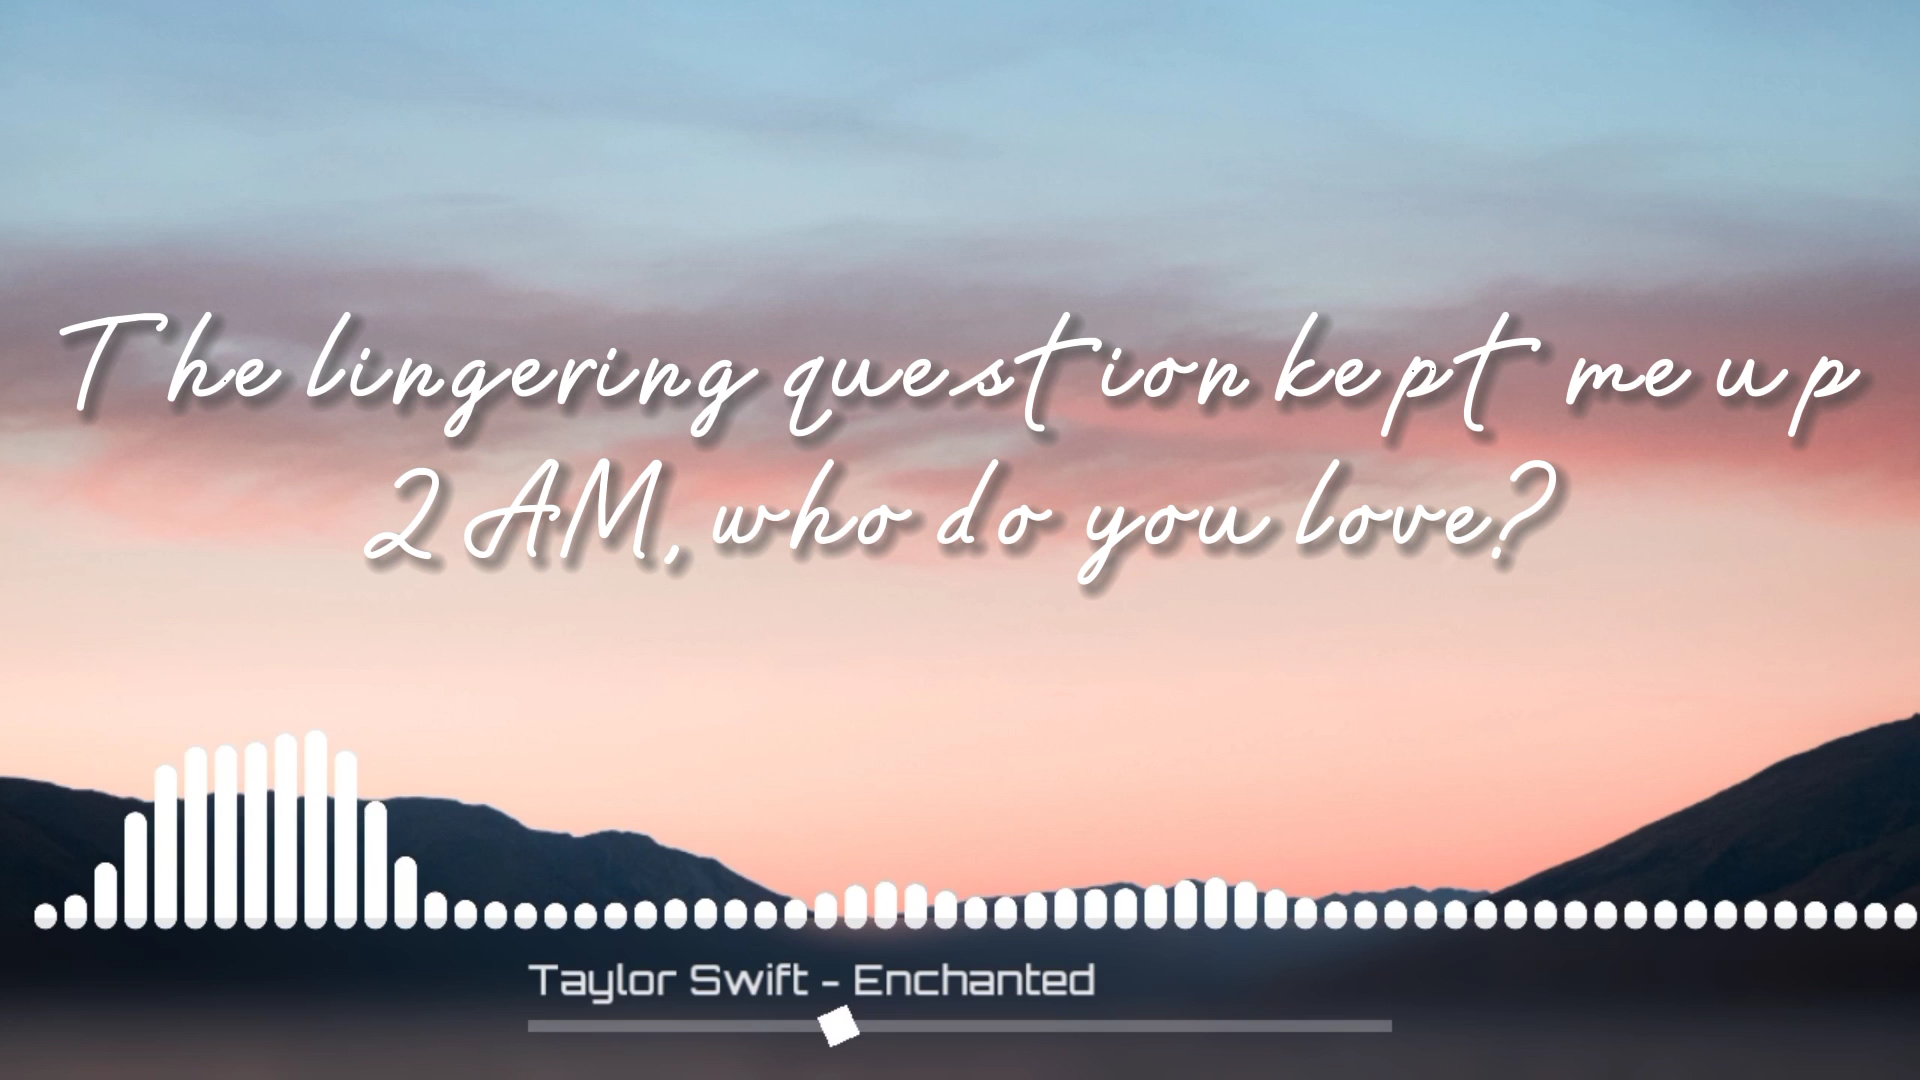 The lingering question kept me up
2 AM, who do you love?
Taylor Swift - Enchanted